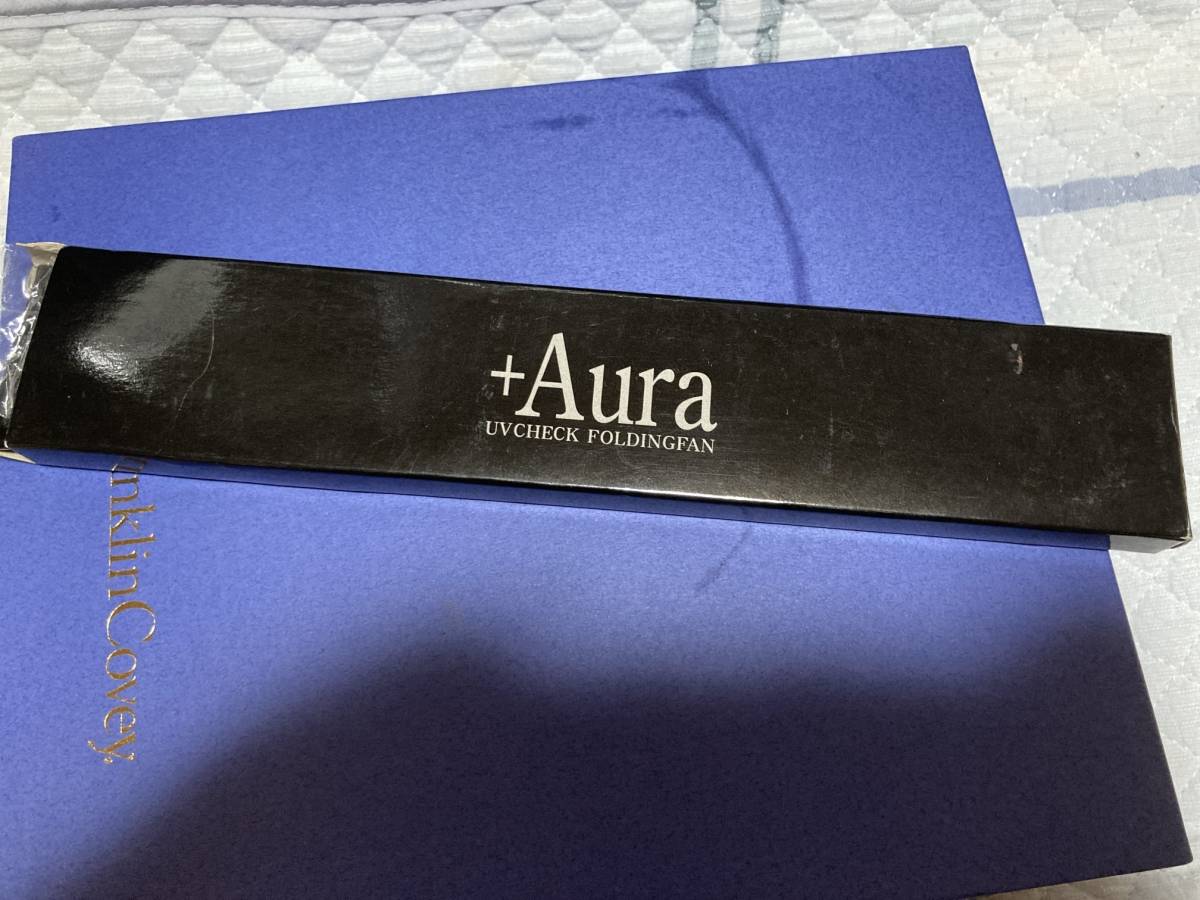 +Aura
UVCHECK FOLDINGFAN
nklinCovey.